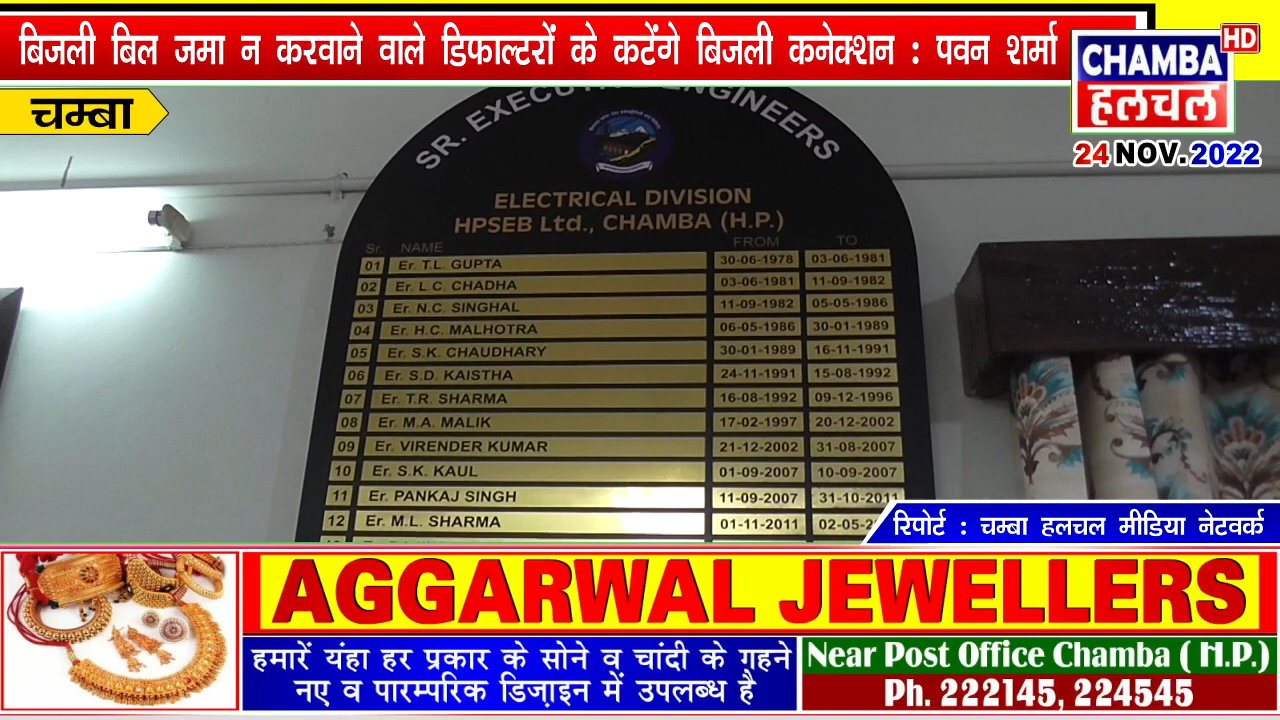 बिजली बिल जमा न करवाने वाले डिफाल्टरों के कटेंगे बिजली कनेक्शन : पवन शर्मा
HD
CHAMBA
हलचल
24 NOV. 2022
चम्बा
SR. EXECUTIVE ENGINEERS
ELECTRICAL DIVISION
HPSEB Ltd., CHAMBA (H.P.)
Sr. NAME FROM TO
01 Er. T.L. GUPTA 30-06-1978 03-06-1981
02 Er. L.C. CHADHA 03-06-1981 11-09-1982
03 Er. N.C. SINGHAL 11-09-1982 05-05-1986
04 Er. H.C. MALHOTRA 06-05-1986 30-01-1989
05 Er. S.K. CHAUDHARY 30-01-1989 16-11-1991
06 Er. S.D. KAISTHA 24-11-1991 15-08-1992
07 Er. T.R. SHARMA 16-08-1992 09-12-1996
08 Er. M.A. MALIK 17-02-1997 20-12-2002
09 Er. VIRENDER KUMAR 21-12-2002 31-08-2007
10 Er. S.K. KAUL 01-09-2007 10-09-2007
11 Er. PANKAJ SINGH 11-09-2007 31-10-2011
12 Er. M.L. SHARMA 01-11-2011 02-05-2
रिपोर्ट : चम्बा हलचल मीडिया नेटवर्क
AGGARWAL JEWELLERS
हमारें यंहा हर प्रकार के सोने व चांदी के गहने
नए व पारम्परिक डिज़ाइन में उपलब्ध है
Near Post Office Chamba ( H.P.)
Ph. 222145, 224545